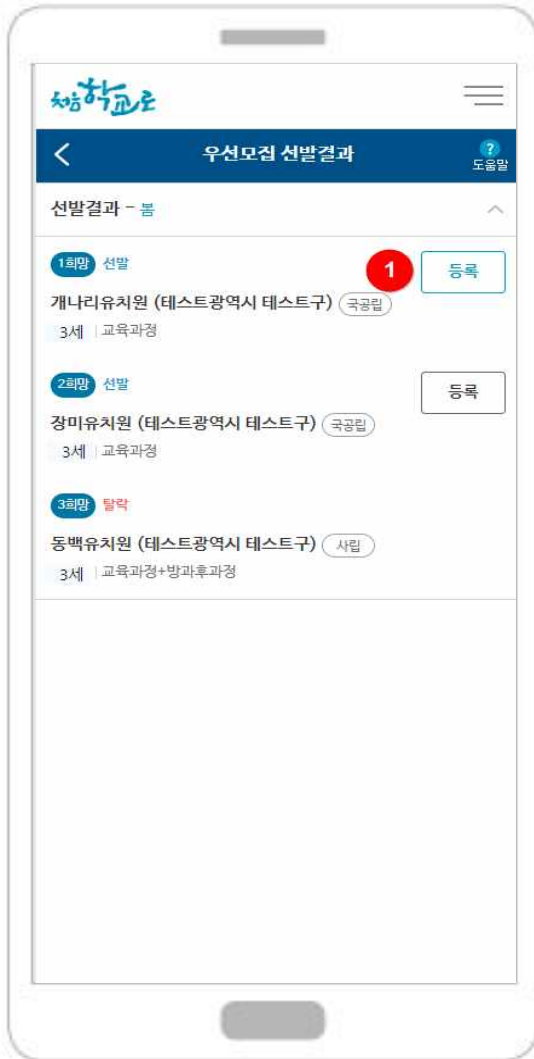 처음학교로
우선모집 선발결과
?
도움말
선발결과 - 봄
1희망 선발
1
등록
개나리유치원 (테스트광역시 테스트구) 국공립
3세 교육과정
2희망 선발
등록
장미유치원 (테스트광역시 테스트구) 국공립
3세 교육과정
3희망 탈락
동백유치원 (테스트광역시 테스트구) 사립
3세 교육과정+방과후과정